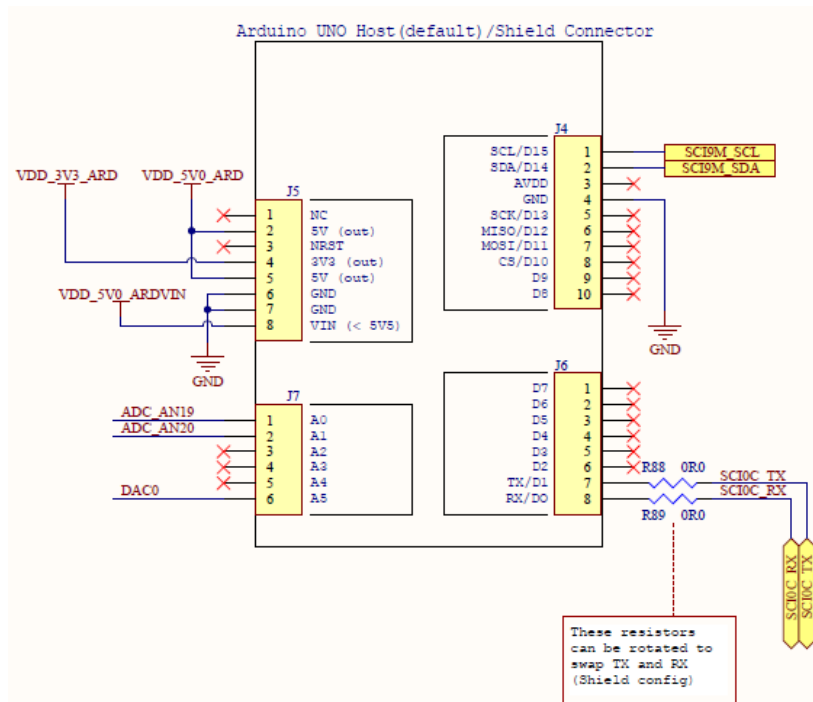 Arduino UNO Host(default)/Shield Connector
VDD_3V3_ARD
VDD_5V0_ARD
VDD_5V0_ARDVIN
J5
1 NC
2 5V (out)
3 NRST
4 3V3 (out)
5 5V (out)
6 GND
7 GND
8 VIN (< 5V5)
GND
J4
SCL/D15 1 SCI9M_SCL
SDA/D14 2 SCI9M_SDA
AVDD 3
GND 4
SCK/D13 5
MISO/D12 6
MOSI/D11 7
CS/D10 8
D9 9
D8 10
GND
J7
ADC_AN19 1 A0
ADC_AN20 2 A1
3 A2
4 A3
5 A4
DAC0 6 A5
J6
D7 1
D6 2
D5 3
D4 4
D3 5
D2 6
TX/D1 7
RX/D0 8
R88 0R0
SCI0C_TX
SCI0C_RX
R89 0R0
SCI0C_RX
SCI0C_TX
These resistors
can be rotated to
swap TX and RX
(Shield config)